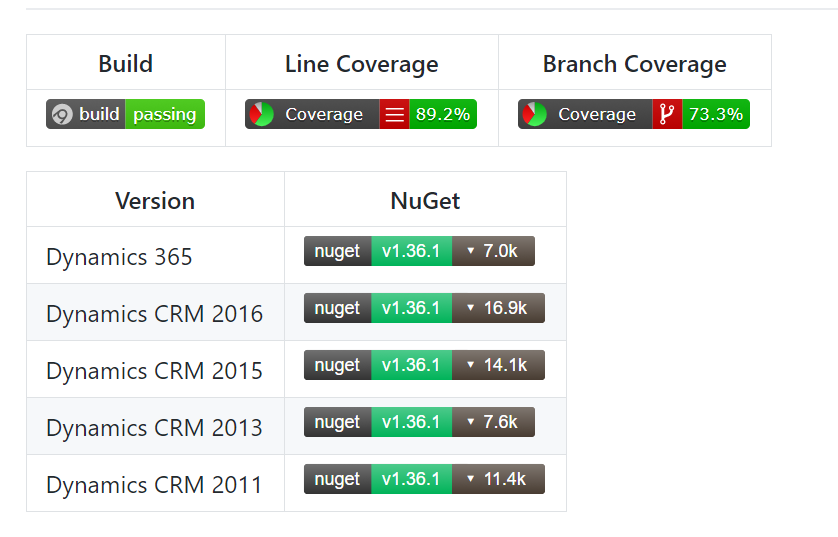 Build Line Coverage Branch Coverage
build passing Coverage 89.2% Coverage 73.3%
Version NuGet
Dynamics 365 nuget v1.36.1 7.0k
Dynamics CRM 2016 nuget v1.36.1 16.9k
Dynamics CRM 2015 nuget v1.36.1 14.1k
Dynamics CRM 2013 nuget v1.36.1 7.6k
Dynamics CRM 2011 nuget v1.36.1 11.4k